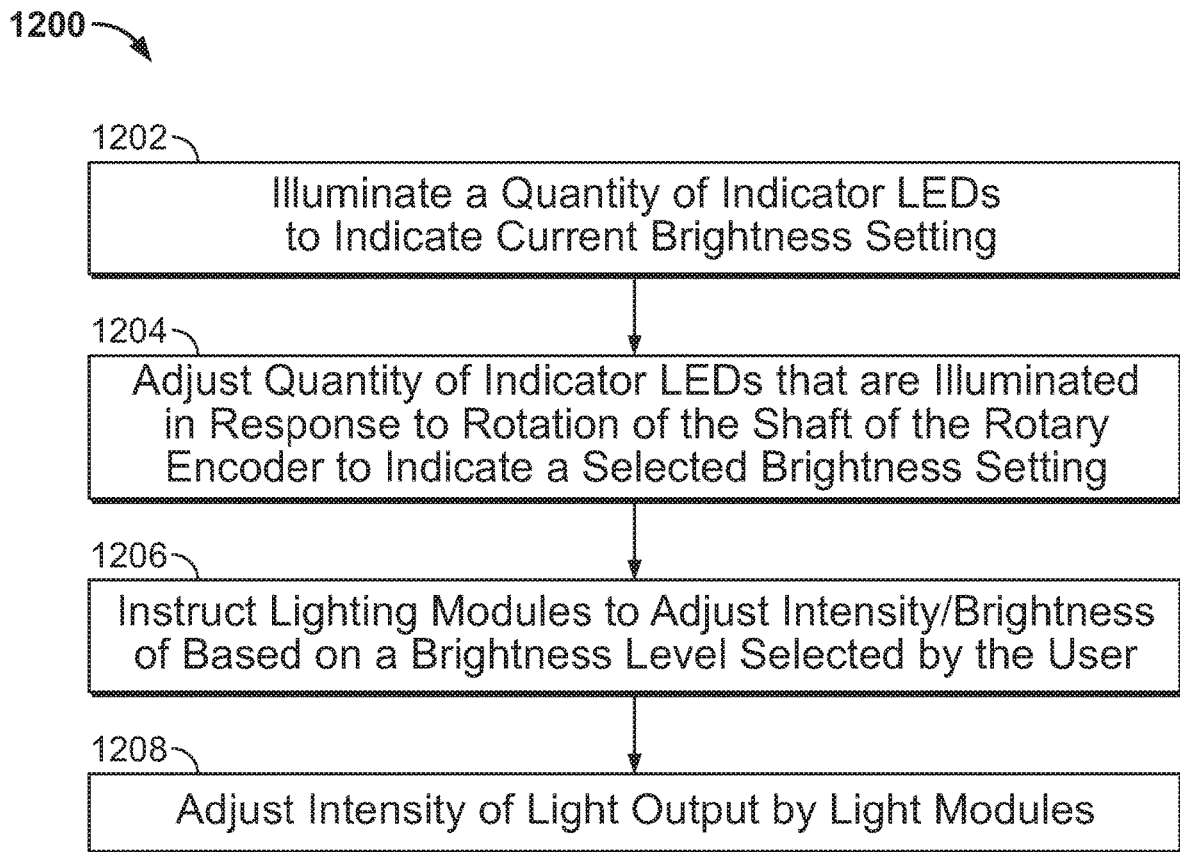 1200
1202
Illuminate a Quantity of Indicator LEDs
to Indicate Current Brightness Setting
1204
Adjust Quantity of Indicator LEDs that are Illuminated
in Response to Rotation of the Shaft of the Rotary
Encoder to Indicate a Selected Brightness Setting
1206
Instruct Lighting Modules to Adjust Intensity/Brightness
of Based on a Brightness Level Selected by the User
1208
Adjust Intensity of Light Output by Light Modules